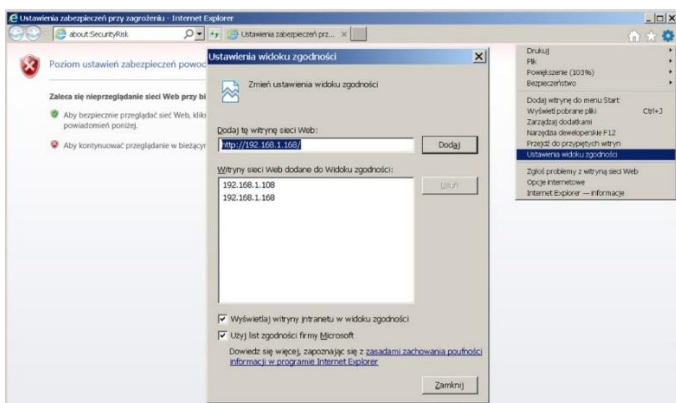 Ustawienia zabezpieczeń przy zagrożeniu - Internet Explorer
about:SecurityRisk
Ustawienia zabezpieczeń prz...
Poziom ustawień zabezpieczeń powoc
Zaleca się nieprzeglądanie sieci Web przy bi
Aby bezpiecznie przeglądać sieć Web, klik
powiadomień poniżej.
Aby kontynuować przeglądanie w bieżącyr
Ustawienia widoku zgodności
Zmień ustawienia widoku zgodności
Dodaj tę witrynę sieci Web:
http://192.168.1.168/
Dodaj
Witryny sieci Web dodane do Widoku zgodności:
192.168.1.108
192.168.1.168
Usuń
Wyświetlaj witryny intranetu w widoku zgodności
Użyj list zgodności firmy Microsoft
Dowiedz się więcej, zapoznając się z zasadami zachowania poufności
informacji w programie Internet Explorer
Zamknij
Drukuj
Plik
Powiększenie (103%)
Bezpieczeństwo
Dodaj witrynę do menu Start
Wyświetl pobrane pliki Ctrl+J
Zarządzaj dodatkami
Narzędzia deweloperskie F12
Przejdź do przypiętych witryn
Ustawienia widoku zgodności
Zgłoś problemy z witryną sieci Web
Opcje internetowe
Internet Explorer — informacje